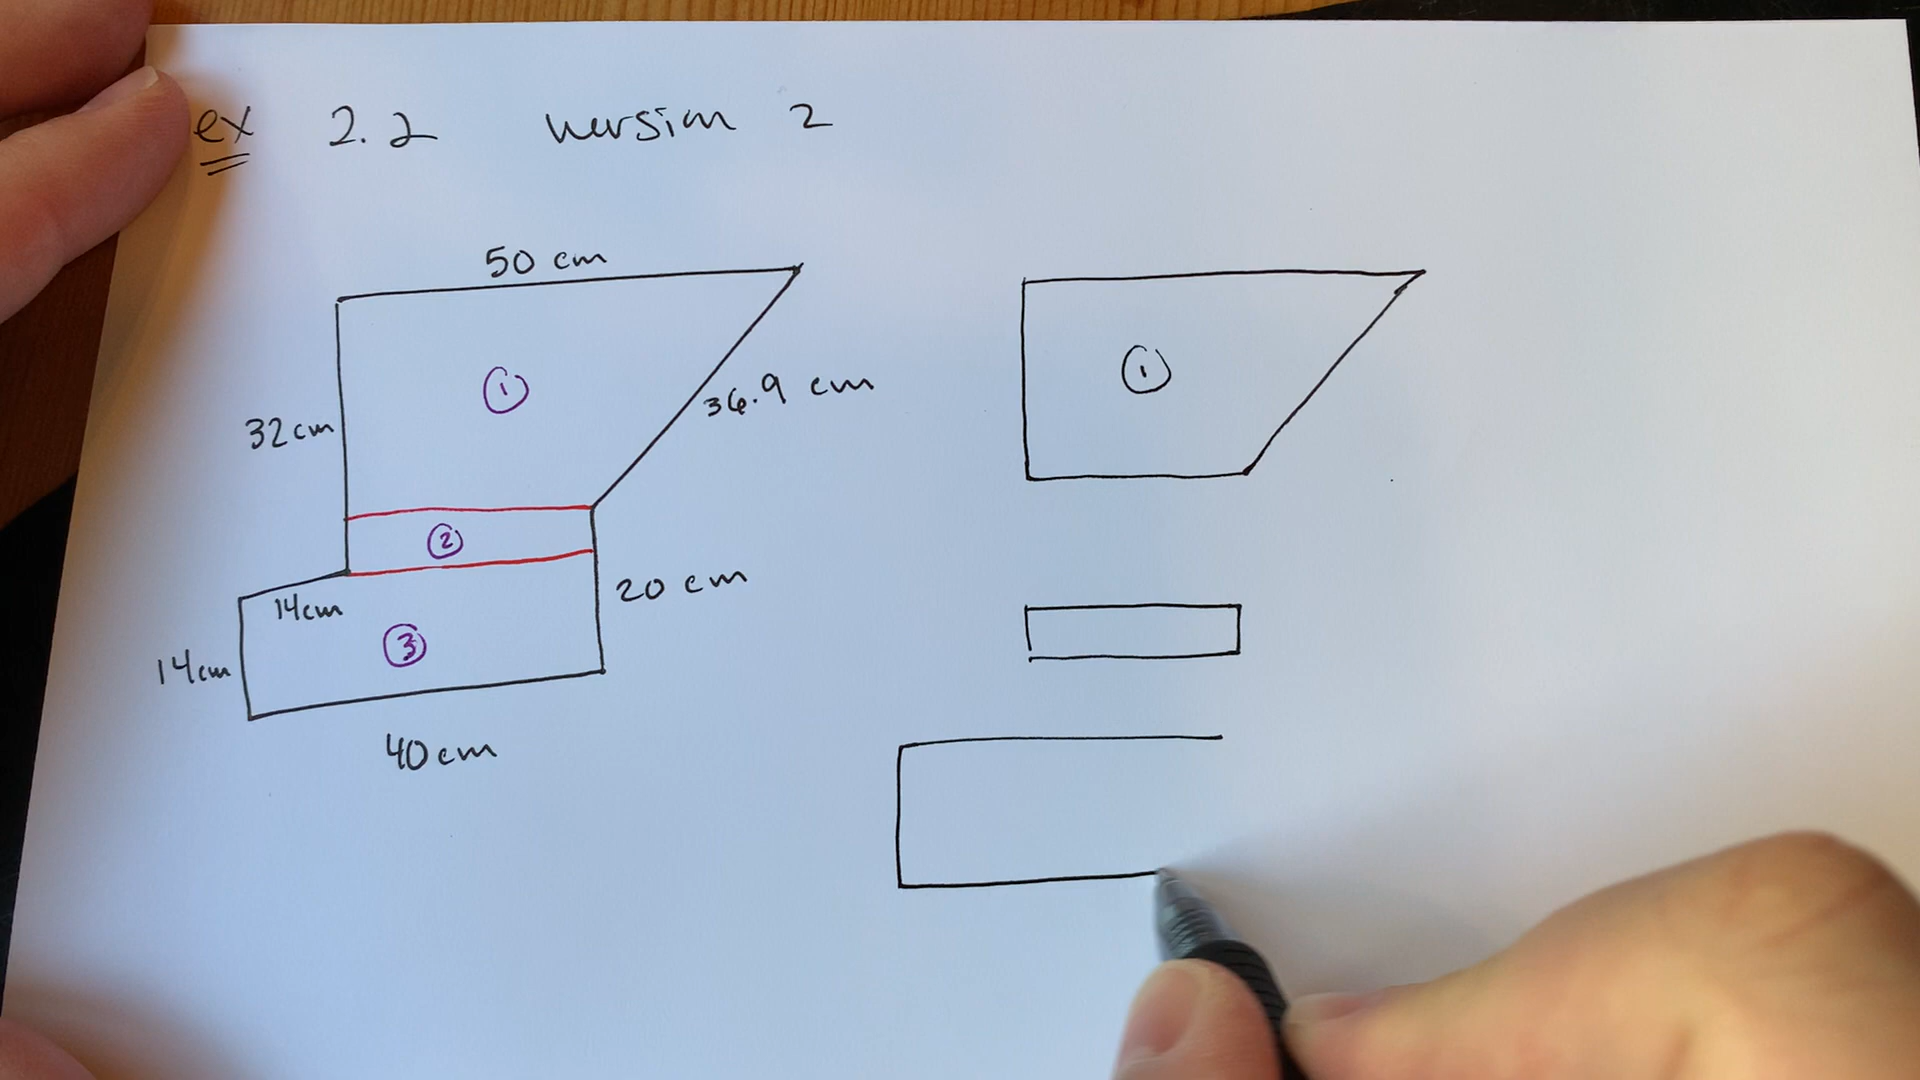 ex 2.2 version 2
50 cm
①
①
36.9 cm
32cm
②
20 cm
14cm
③
14cm
40cm